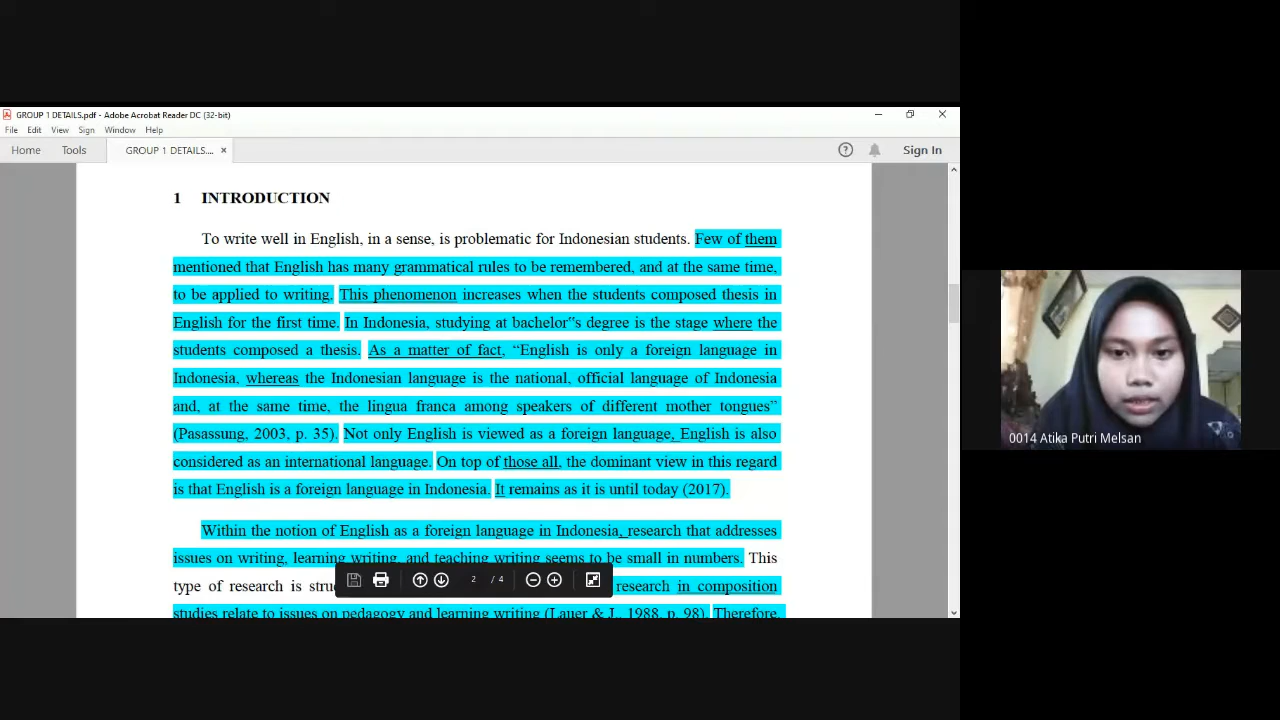 GROUP 1 DETAILS.pdf - Adobe Acrobat Reader DC (32-bit)
File Edit View Sign Window Help
Home Tools GROUP 1 DETAILS.... × Sign In
1 INTRODUCTION
To write well in English, in a sense, is problematic for Indonesian students. Few of them
mentioned that English has many grammatical rules to be remembered, and at the same time,
to be applied to writing. This phenomenon increases when the students composed thesis in
English for the first time. In Indonesia, studying at bachelor‟s degree is the stage where the
students composed a thesis. As a matter of fact, “English is only a foreign language in
Indonesia, whereas the Indonesian language is the national, official language of Indonesia
and, at the same time, the lingua franca among speakers of different mother tongues”
(Pasassung, 2003, p. 35). Not only English is viewed as a foreign language, English is also
considered as an international language. On top of those all, the dominant view in this regard
is that English is a foreign language in Indonesia. It remains as it is until today (2017).
Within the notion of English as a foreign language in Indonesia, research that addresses
issues on writing, learning writing, and teaching writing seems to be small in numbers. This
type of research is research in composition
studies relate to issues on pedagogy and learning writing (Lauer & J., 1988, p. 98). Therefore,
2 / 4
0014 Atika Putri Melsan